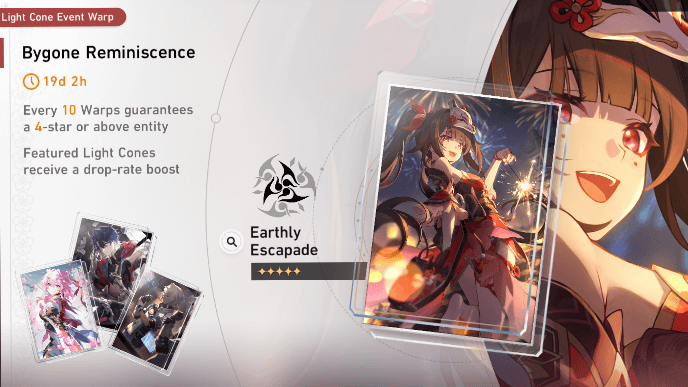 Light Cone Event Warp
Bygone Reminiscence
19d 2h
Every 10 Warps guarantees
a 4-star or above entity
Featured Light Cones
receive a drop-rate boost
Earthly
Escapade